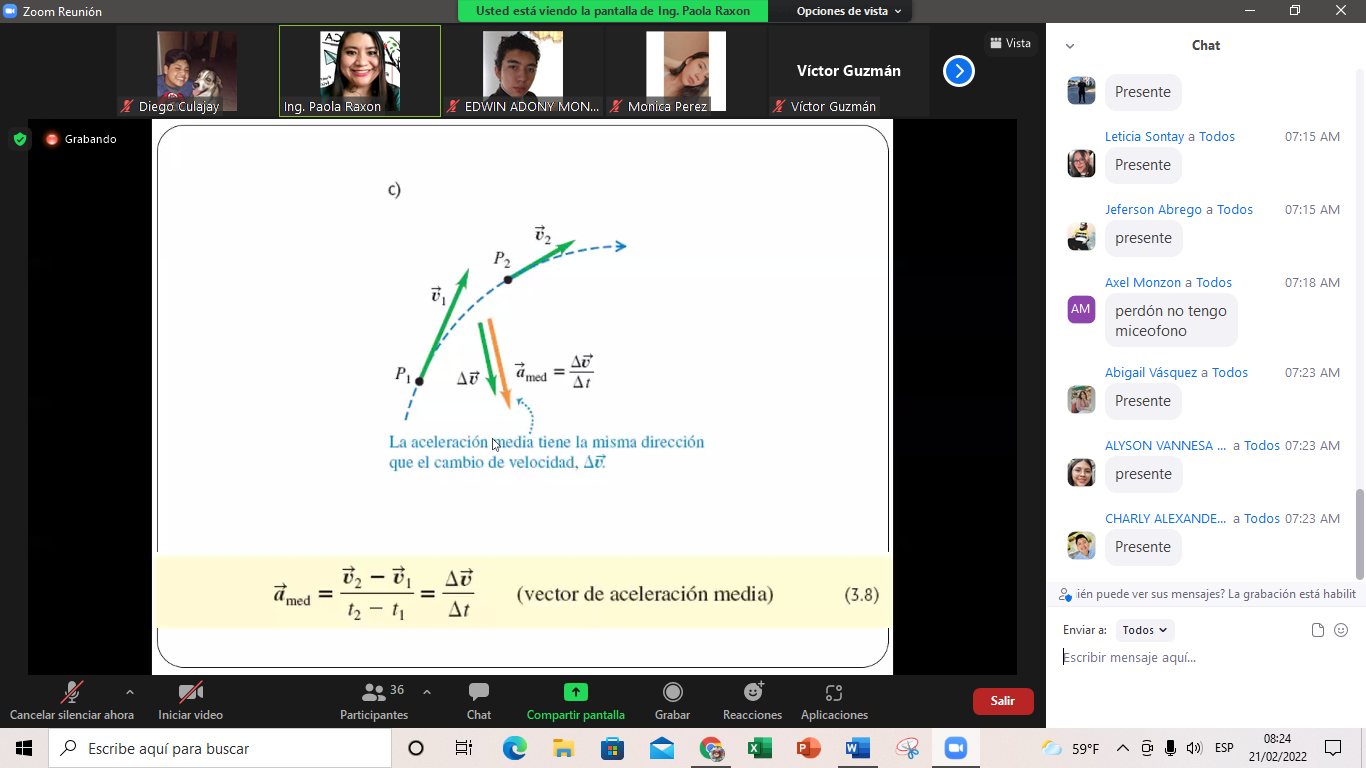 Zoom Reunión
Usted está viendo la pantalla de Ing. Paola Raxon
Opciones de vista
Diego Culajay
Ing. Paola Raxon
EDWIN ADONY MON...
Monica Perez
Víctor Guzmán
Víctor Guzmán
Vista
Grabando
c)
v⃗₂
P₂
v⃗₁
P₁
Δv⃗
a⃗med = Δv⃗/Δt
La aceleración media tiene la misma dirección
que el cambio de velocidad, Δv⃗.
a⃗med = (v⃗₂ − v⃗₁)/(t₂ − t₁) = Δv⃗/Δt (vector de aceleración media) (3.8)
Chat
Presente
Leticia Sontay a Todos 07:15 AM
Presente
Jeferson Abrego a Todos 07:15 AM
presente
Axel Monzon a Todos 07:18 AM
AM
perdón no tengo
miceofono
Abigail Vásquez a Todos 07:23 AM
Presente
ALYSON VANNESA ... a Todos 07:23 AM
presente
CHARLY ALEXANDE... a Todos 07:23 AM
Presente
ién puede ver sus mensajes? La grabación está habilit
Enviar a: Todos
Escribir mensaje aquí...
Cancelar silenciar ahora
Iniciar video
Participantes
36
Chat
Compartir pantalla
Grabar
Reacciones
Aplicaciones
Salir
Escribe aquí para buscar
59°F
ESP
08:24
21/02/2022